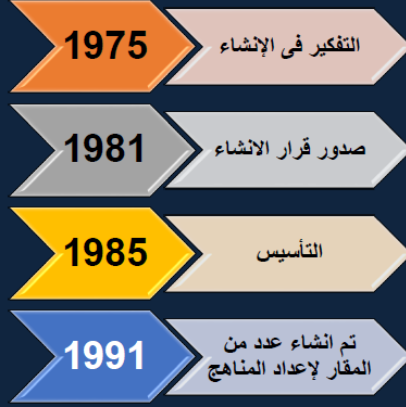 1975
التفكير فى الإنشاء
1981
صدور قرار الانشاء
1985
التأسيس
1991
تم انشاء عدد من
المقار لإعداد المناهج